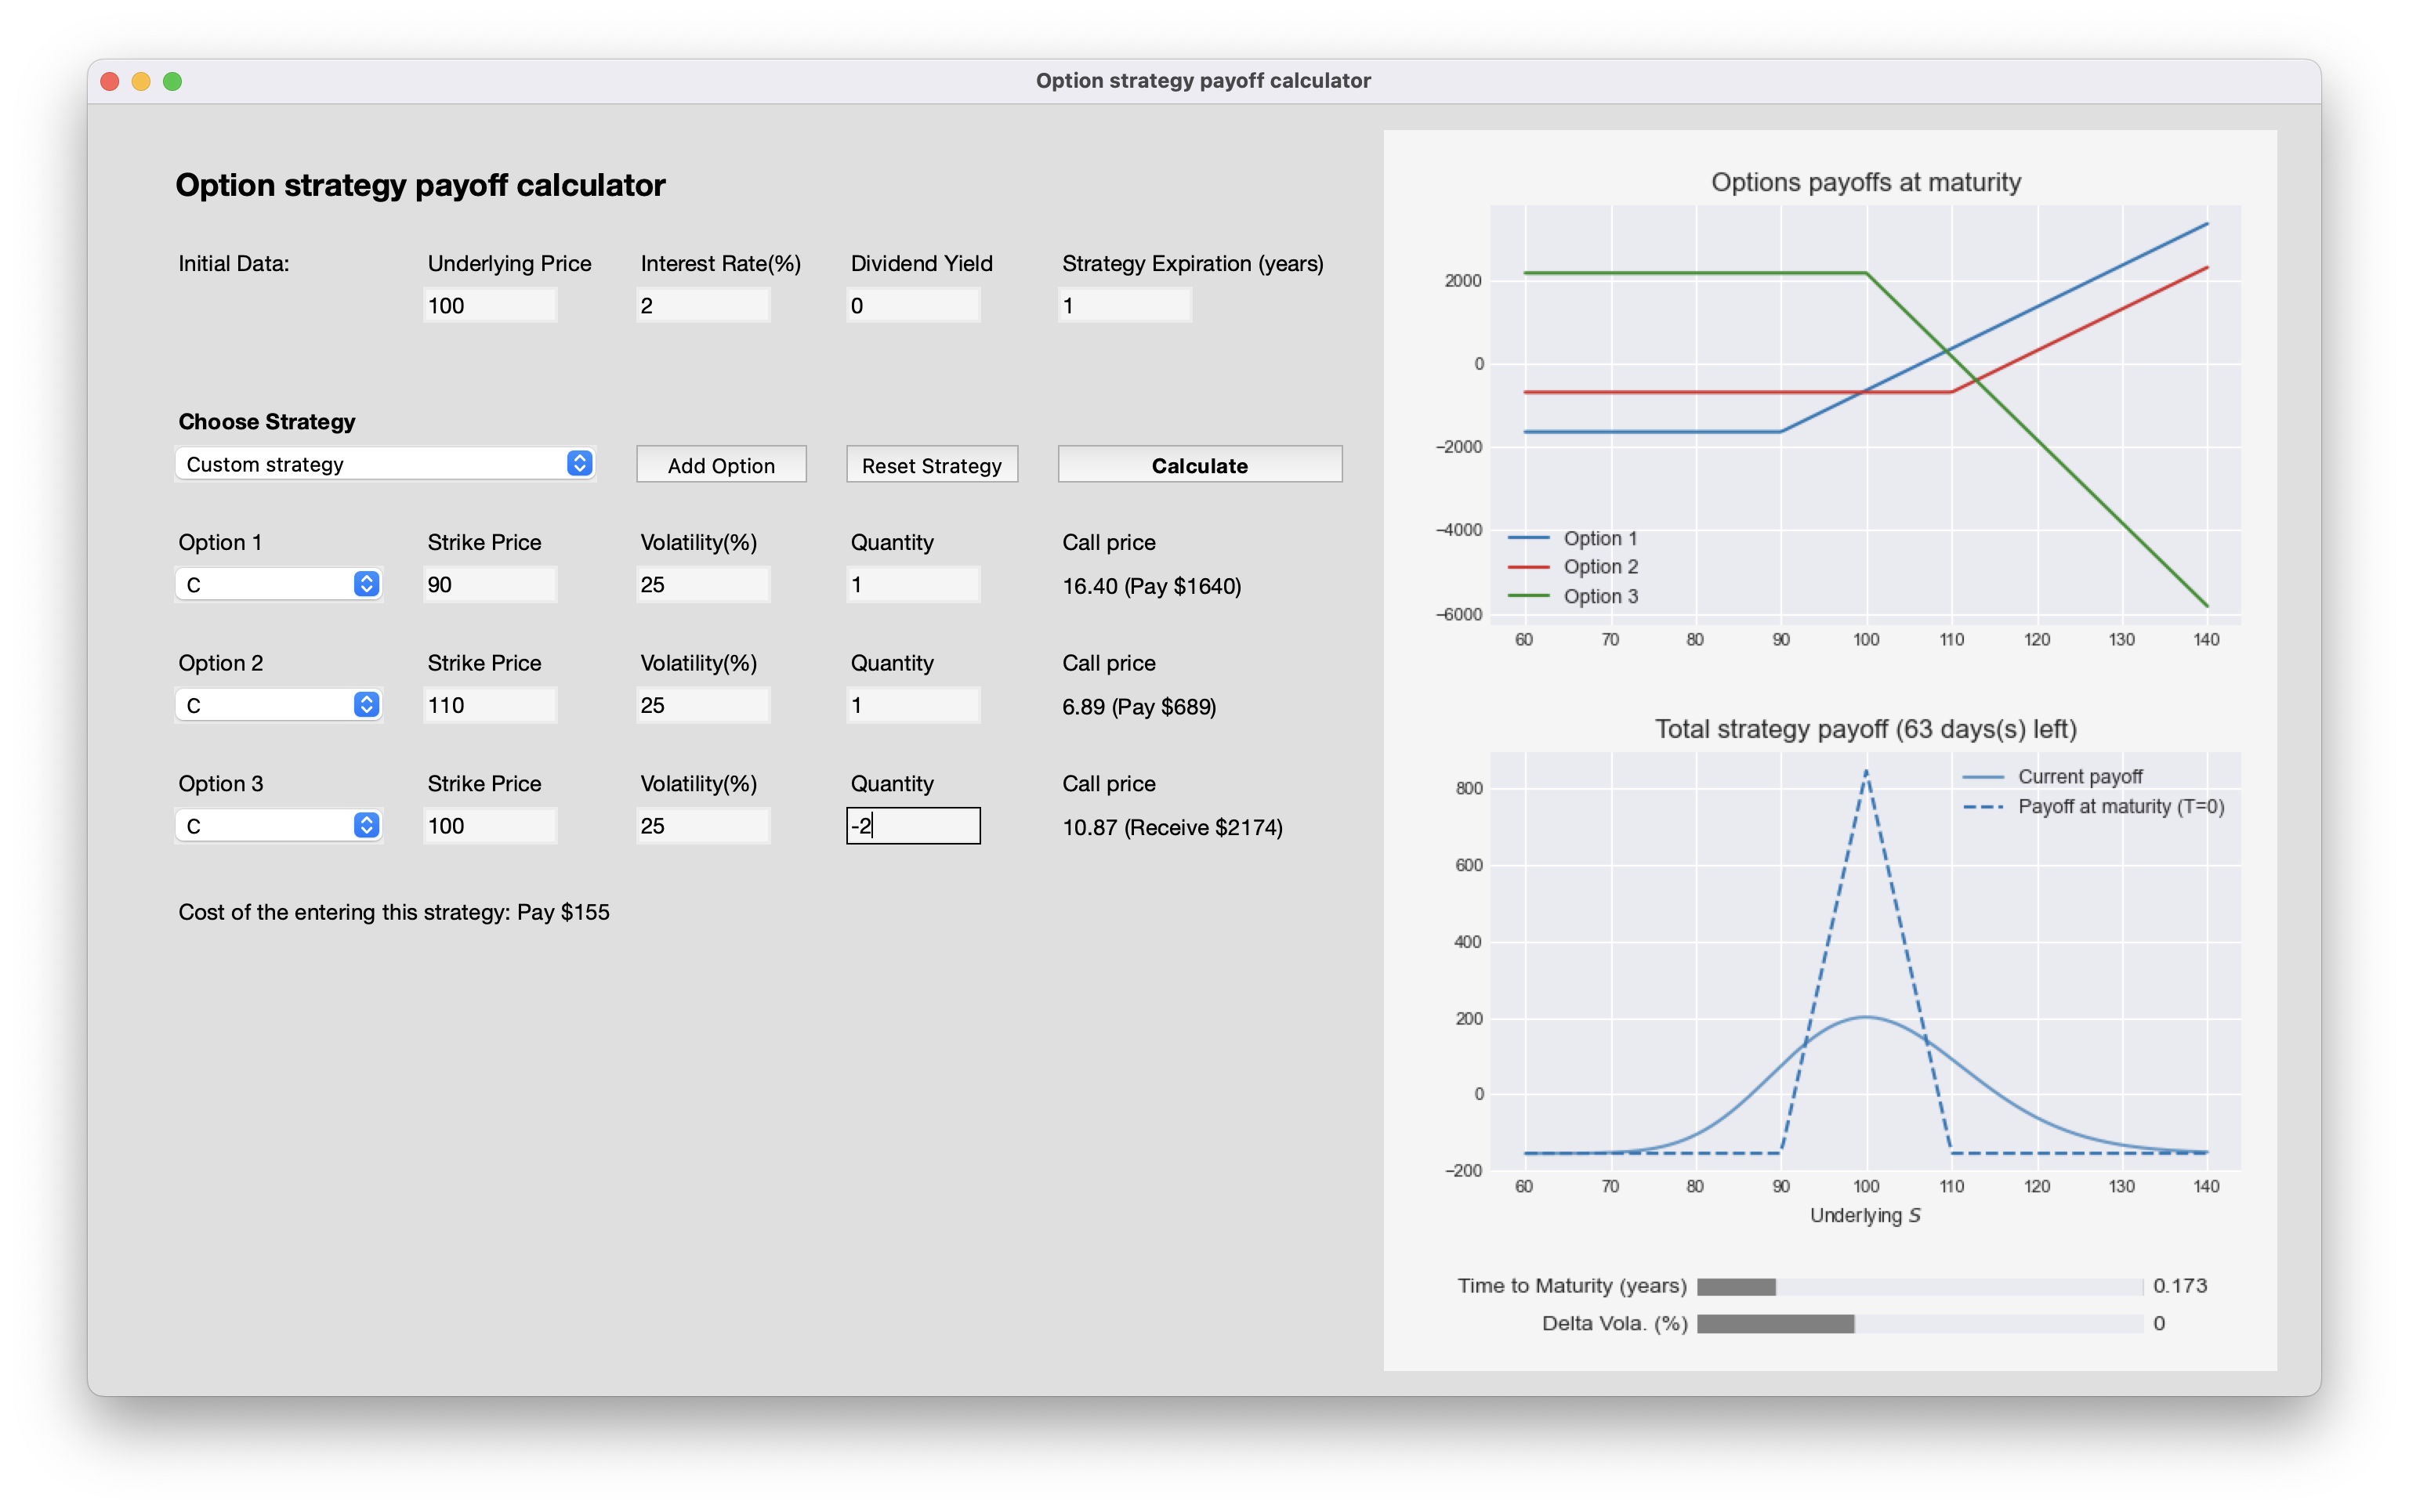 Option strategy payoff calculator
Option strategy payoff calculator
Initial Data: Underlying Price Interest Rate(%) Dividend Yield Strategy Expiration (years)
100 2 0 1
Choose Strategy
Custom strategy Add Option Reset Strategy Calculate
Option 1 Strike Price Volatility(%) Quantity Call price
C 90 25 1 16.40 (Pay $1640)
Option 2 Strike Price Volatility(%) Quantity Call price
C 110 25 1 6.89 (Pay $689)
Option 3 Strike Price Volatility(%) Quantity Call price
C 100 25 -2 10.87 (Receive $2174)
Cost of the entering this strategy: Pay $155
Options payoffs at maturity
2000
0
−2000
−4000
−6000
Option 1
Option 2
Option 3
60 70 80 90 100 110 120 130 140
Total strategy payoff (63 days(s) left)
Current payoff
Payoff at maturity (T=0)
800
600
400
200
0
−200
60 70 80 90 100 110 120 130 140
Underlying S
Time to Maturity (years) 0.173
Delta Vola. (%) 0